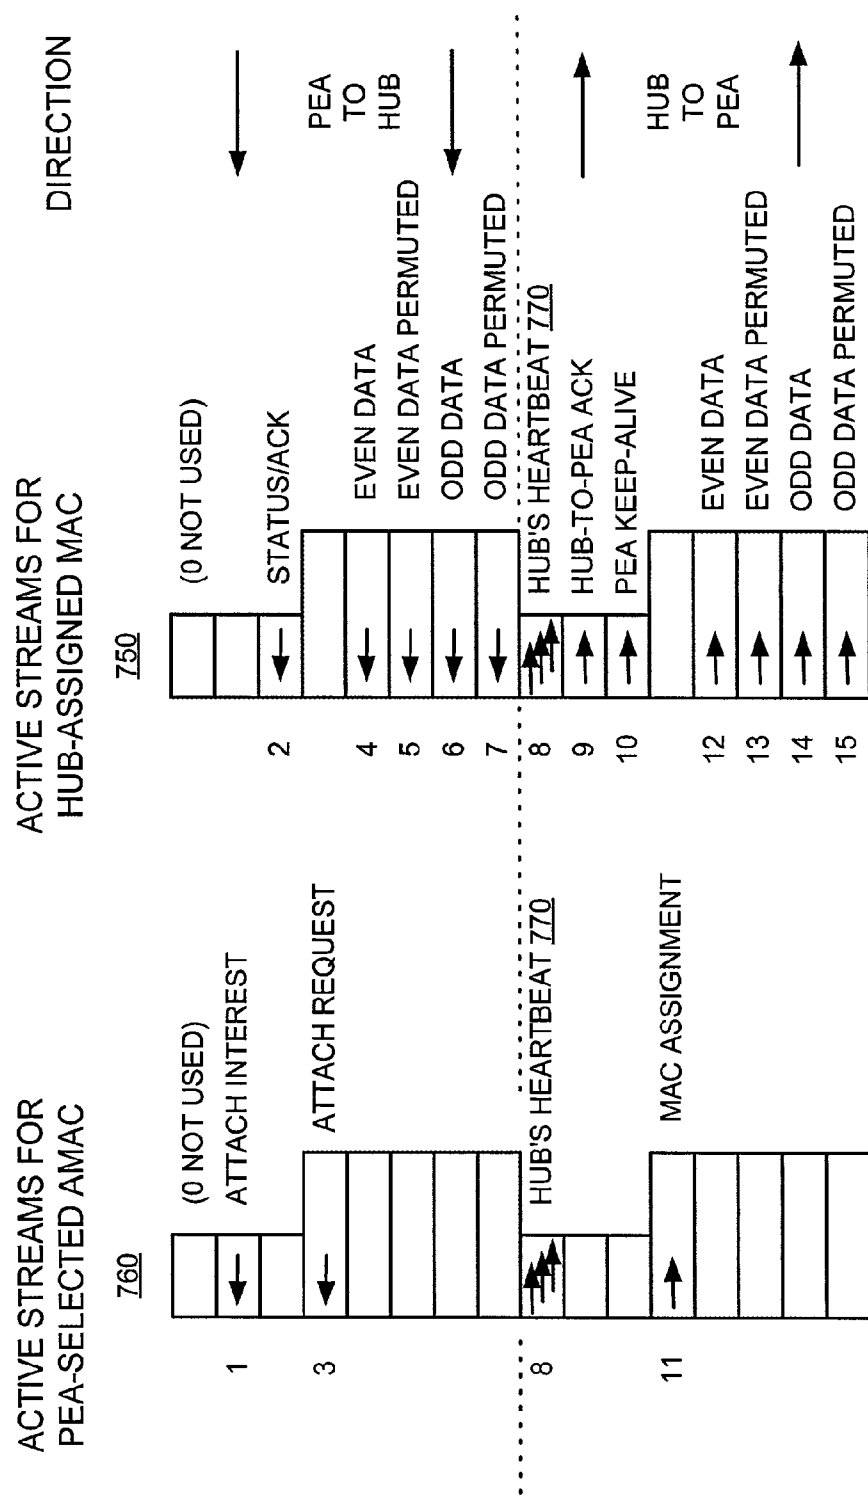 ACTIVE STREAMS FOR
PEA-SELECTED AMAC
760
(0 NOT USED)
1 ATTACH INTEREST
3 ATTACH REQUEST
8 HUB'S HEARTBEAT 770
11 MAC ASSIGNMENT
ACTIVE STREAMS FOR
HUB-ASSIGNED MAC
750
(0 NOT USED)
2 STATUS/ACK
4 EVEN DATA
5 EVEN DATA PERMUTED
6 ODD DATA
7 ODD DATA PERMUTED
8 HUB'S HEARTBEAT 770
9 HUB-TO-PEA ACK
10 PEA KEEP-ALIVE
12 EVEN DATA
13 EVEN DATA PERMUTED
14 ODD DATA
15 ODD DATA PERMUTED
DIRECTION
PEA
TO
HUB
HUB
TO
PEA